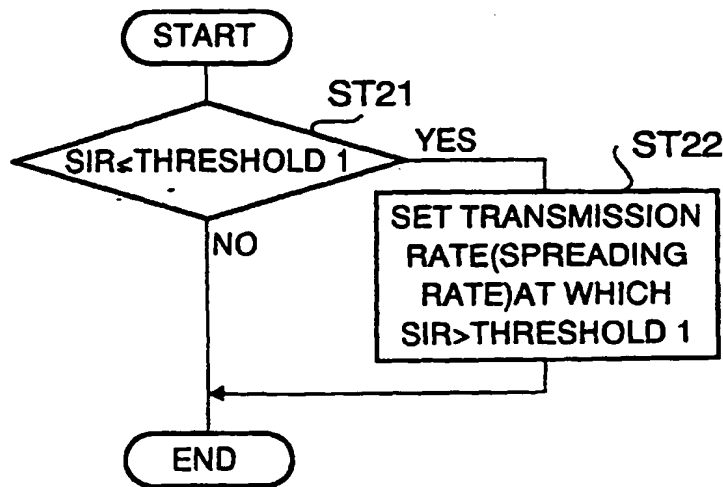 START
ST21
SIR≤THRESHOLD 1
YES
ST22
SET TRANSMISSION
RATE(SPREADING
RATE)AT WHICH
SIR>THRESHOLD 1
NO
END